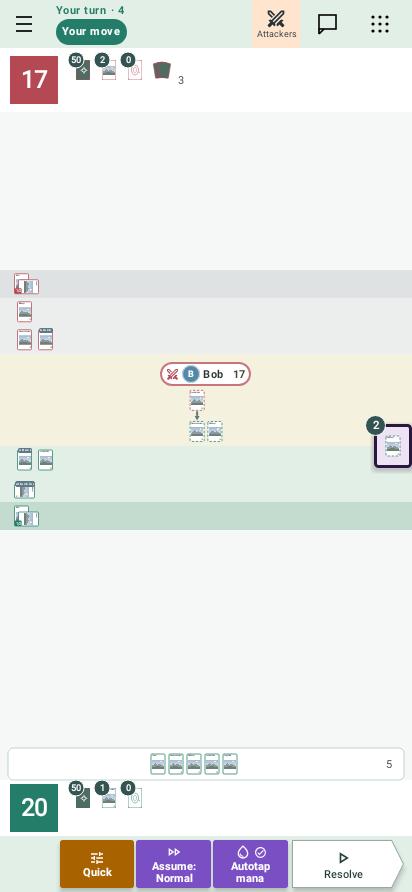 Your turn · 4
Your move
Attackers
17
50
2
0
3
B Bob 17
2
5
20
50
1
0
Quick
Assume:
Normal
Autotap
mana
Resolve